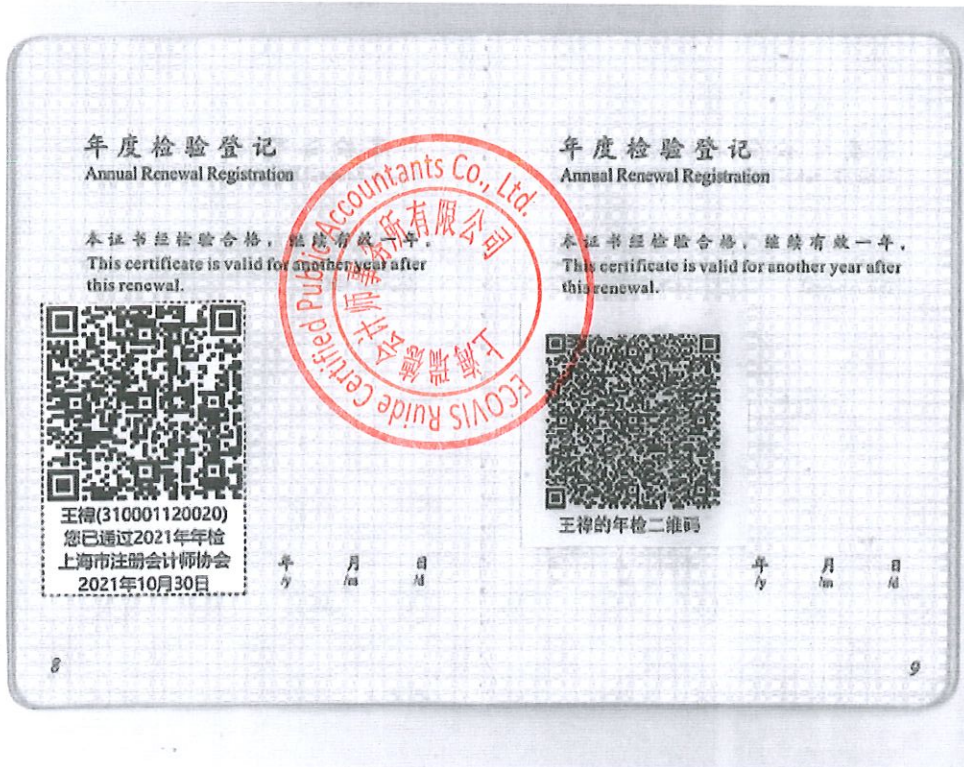 年度检验登记
Annual Renewal Registration
本证书经检验合格，继续有效一年。
This certificate is valid for another year after
this renewal.
王禕(310001120020)
您已通过2021年年检
上海市注册会计师协会
2021年10月30日
年 月 日
/y /m /d
8
ECOVIS Ruide Certified Public Accountants Co., Ltd.
上海瑞德会计师事务所有限公司
年度检验登记
Annual Renewal Registration
本证书经检验合格，继续有效一年。
This certificate is valid for another year after
this renewal.
王禕的年检二维码
年 月 日
/y /m /d
9